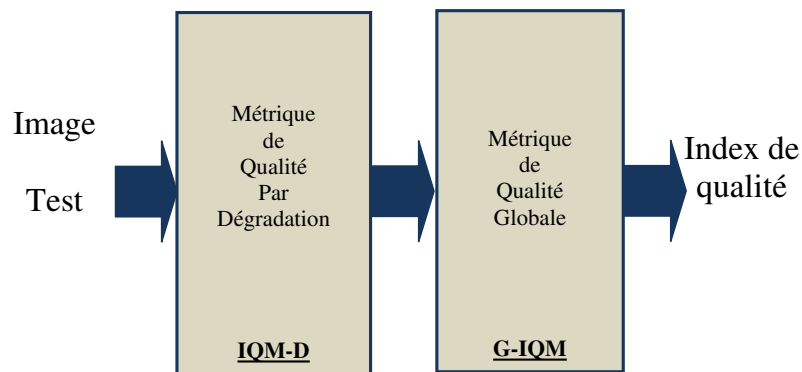 Image
Test
Métrique
de
Qualité
Par
Dégradation
IQM-D
Métrique
de
Qualité
Globale
G-IQM
Index de
qualité